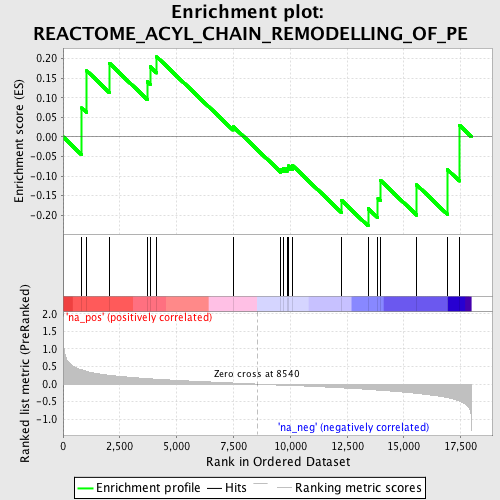 Enrichment plot:
REACTOME_ACYL_CHAIN_REMODELLING_OF_PE
Enrichment score (ES)
0.20
0.15
0.10
0.05
0.00
-0.05
-0.10
-0.15
-0.20
'na_pos' (positively correlated)
Ranked list metric (PreRanked)
2.0
1.5
1.0
0.5
0.0
-0.5
-1.0
Zero cross at 8540
'na_neg' (negatively correlated)
0 2,500 5,000 7,500 10,000 12,500 15,000 17,500
Rank in Ordered Dataset
Enrichment profile Hits Ranking metric scores